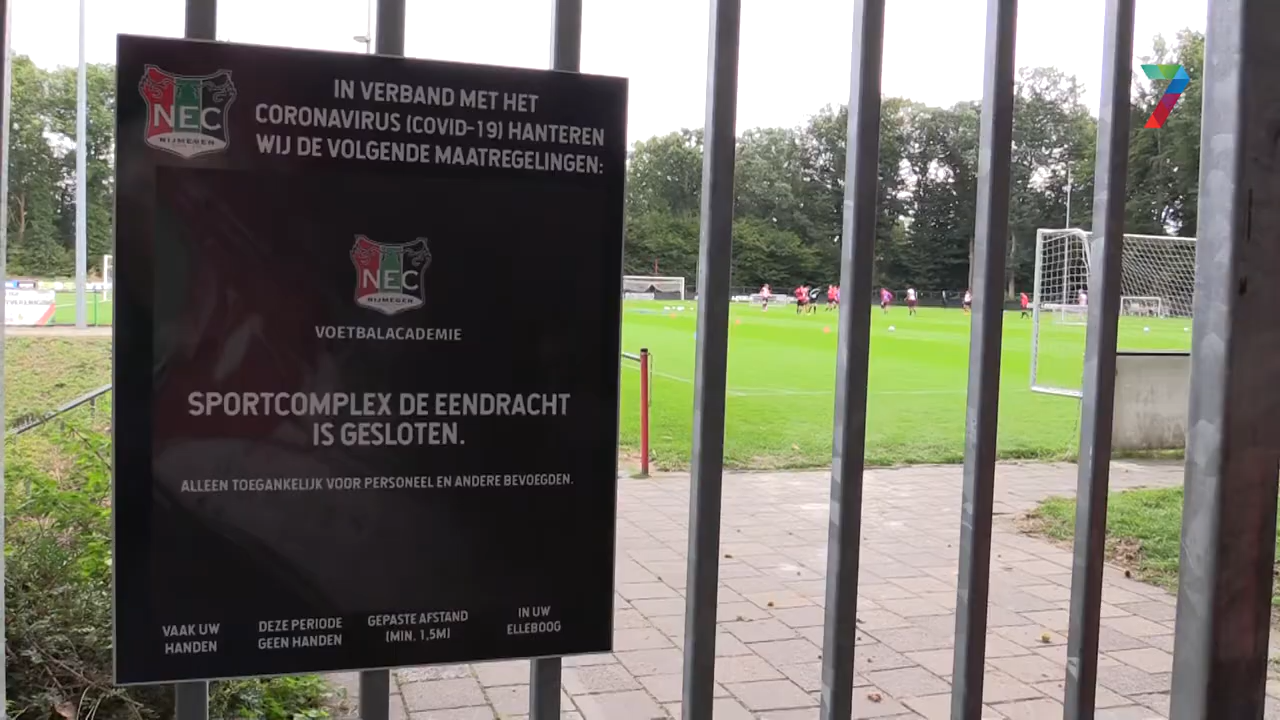 NEC
NIJMEGEN
IN VERBAND MET HET
CORONAVIRUS (COVID-19) HANTEREN
WIJ DE VOLGENDE MAATREGELINGEN:
NEC
NIJMEGEN
VOETBALACADEMIE
SPORTCOMPLEX DE EENDRACHT
IS GESLOTEN.
ALLEEN TOEGANKELIJK VOOR PERSONEEL EN ANDERE BEVOEGDEN.
VAAK UW
HANDEN
DEZE PERIODE
GEEN HANDEN
GEPASTE AFSTAND
(MIN. 1,5M)
IN UW
ELLEBOOG
7